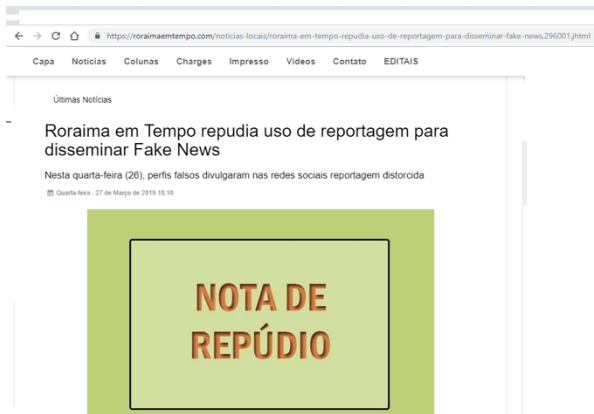 https://roraimaemtempo.com/noticias-locais/roraima-em-tempo-repudia-uso-de-reportagem-para-disseminar-fake-news,296001.jhtml
Capa Noticias Colunas Charges Impresso Videos Contato EDITAIS
Últimas Notícias
Roraima em Tempo repudia uso de reportagem para
disseminar Fake News
Nesta quarta-feira (26), perfis falsos divulgaram nas redes sociais reportagem distorcida
Quarta-feira , 27 de Março de 2019 18:18
NOTA DE
REPÚDIO